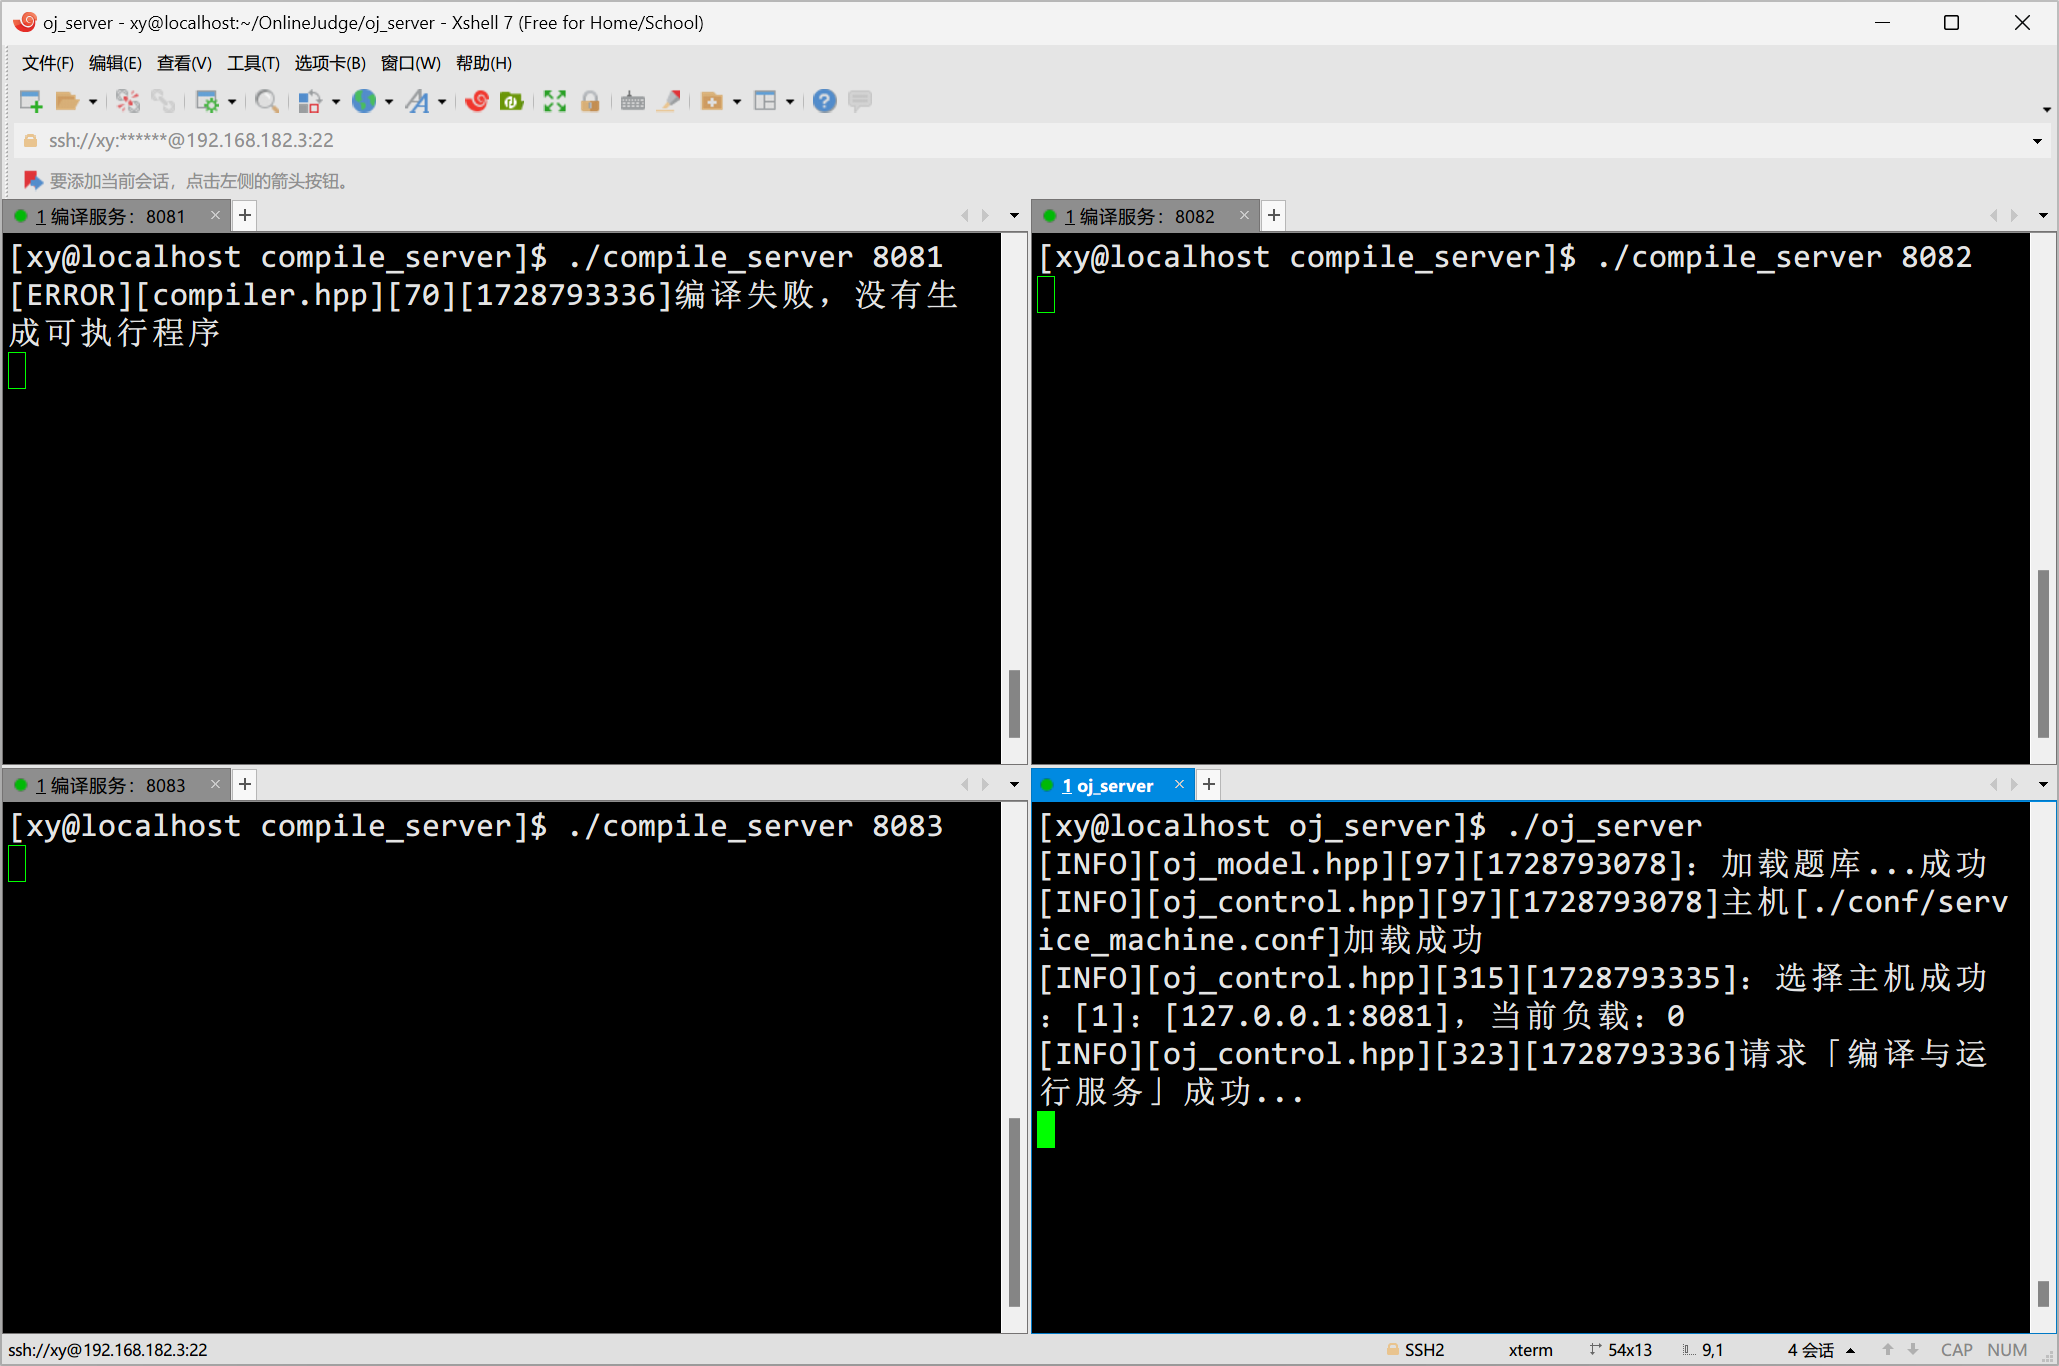 oj_server - xy@localhost:~/OnlineJudge/oj_server - Xshell 7 (Free for Home/School)
文件(F) 编辑(E) 查看(V) 工具(T) 选项卡(B) 窗口(W) 帮助(H)
ssh://xy:******@192.168.182.3:22
要添加当前会话，点击左侧的箭头按钮。
1 编译服务：8081
[xy@localhost compile_server]$ ./compile_server 8081
[ERROR][compiler.hpp][70][1728793336]编译失败，没有生
成可执行程序
1 编译服务：8082
[xy@localhost compile_server]$ ./compile_server 8082
1 编译服务：8083
[xy@localhost compile_server]$ ./compile_server 8083
1 oj_server
[xy@localhost oj_server]$ ./oj_server
[INFO][oj_model.hpp][97][1728793078]：加载题库...成功
[INFO][oj_control.hpp][97][1728793078]主机[./conf/serv
ice_machine.conf]加载成功
[INFO][oj_control.hpp][315][1728793335]：选择主机成功
：[1]：[127.0.0.1:8081]，当前负载：0
[INFO][oj_control.hpp][323][1728793336]请求「编译与运
行服务」成功...
ssh://xy@192.168.182.3:22 SSH2 xterm 54x13 9,1 4 会话 CAP NUM